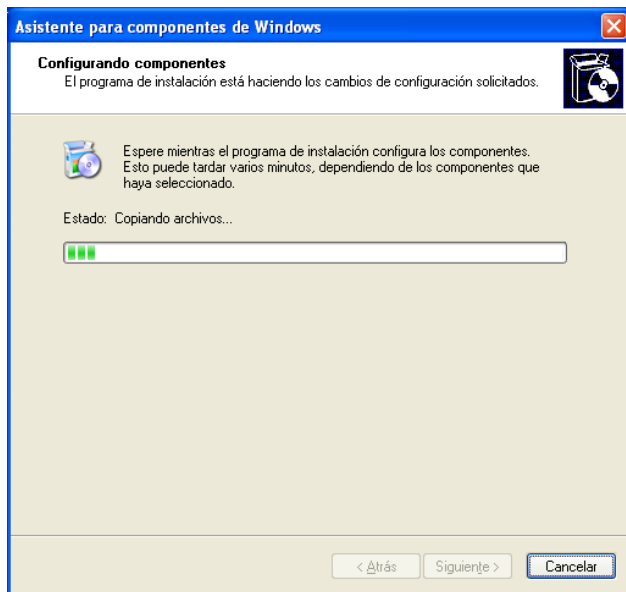 Asistente para componentes de Windows
Configurando componentes
El programa de instalación está haciendo los cambios de configuración solicitados.
Espere mientras el programa de instalación configura los componentes.
Esto puede tardar varios minutos, dependiendo de los componentes que
haya seleccionado.
Estado: Copiando archivos...
< Atrás Siguiente > Cancelar